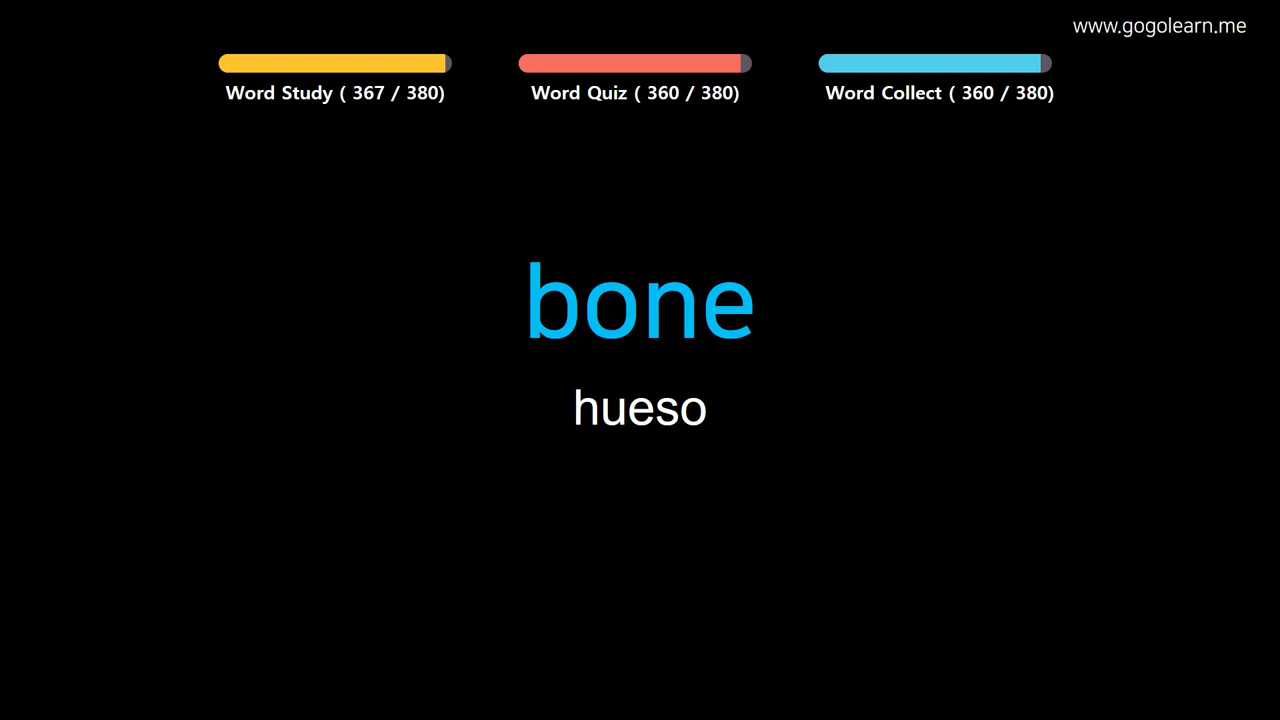 www.gogolearn.me
Word Study ( 367 / 380)
Word Quiz ( 360 / 380)
Word Collect ( 360 / 380)
bone
hueso